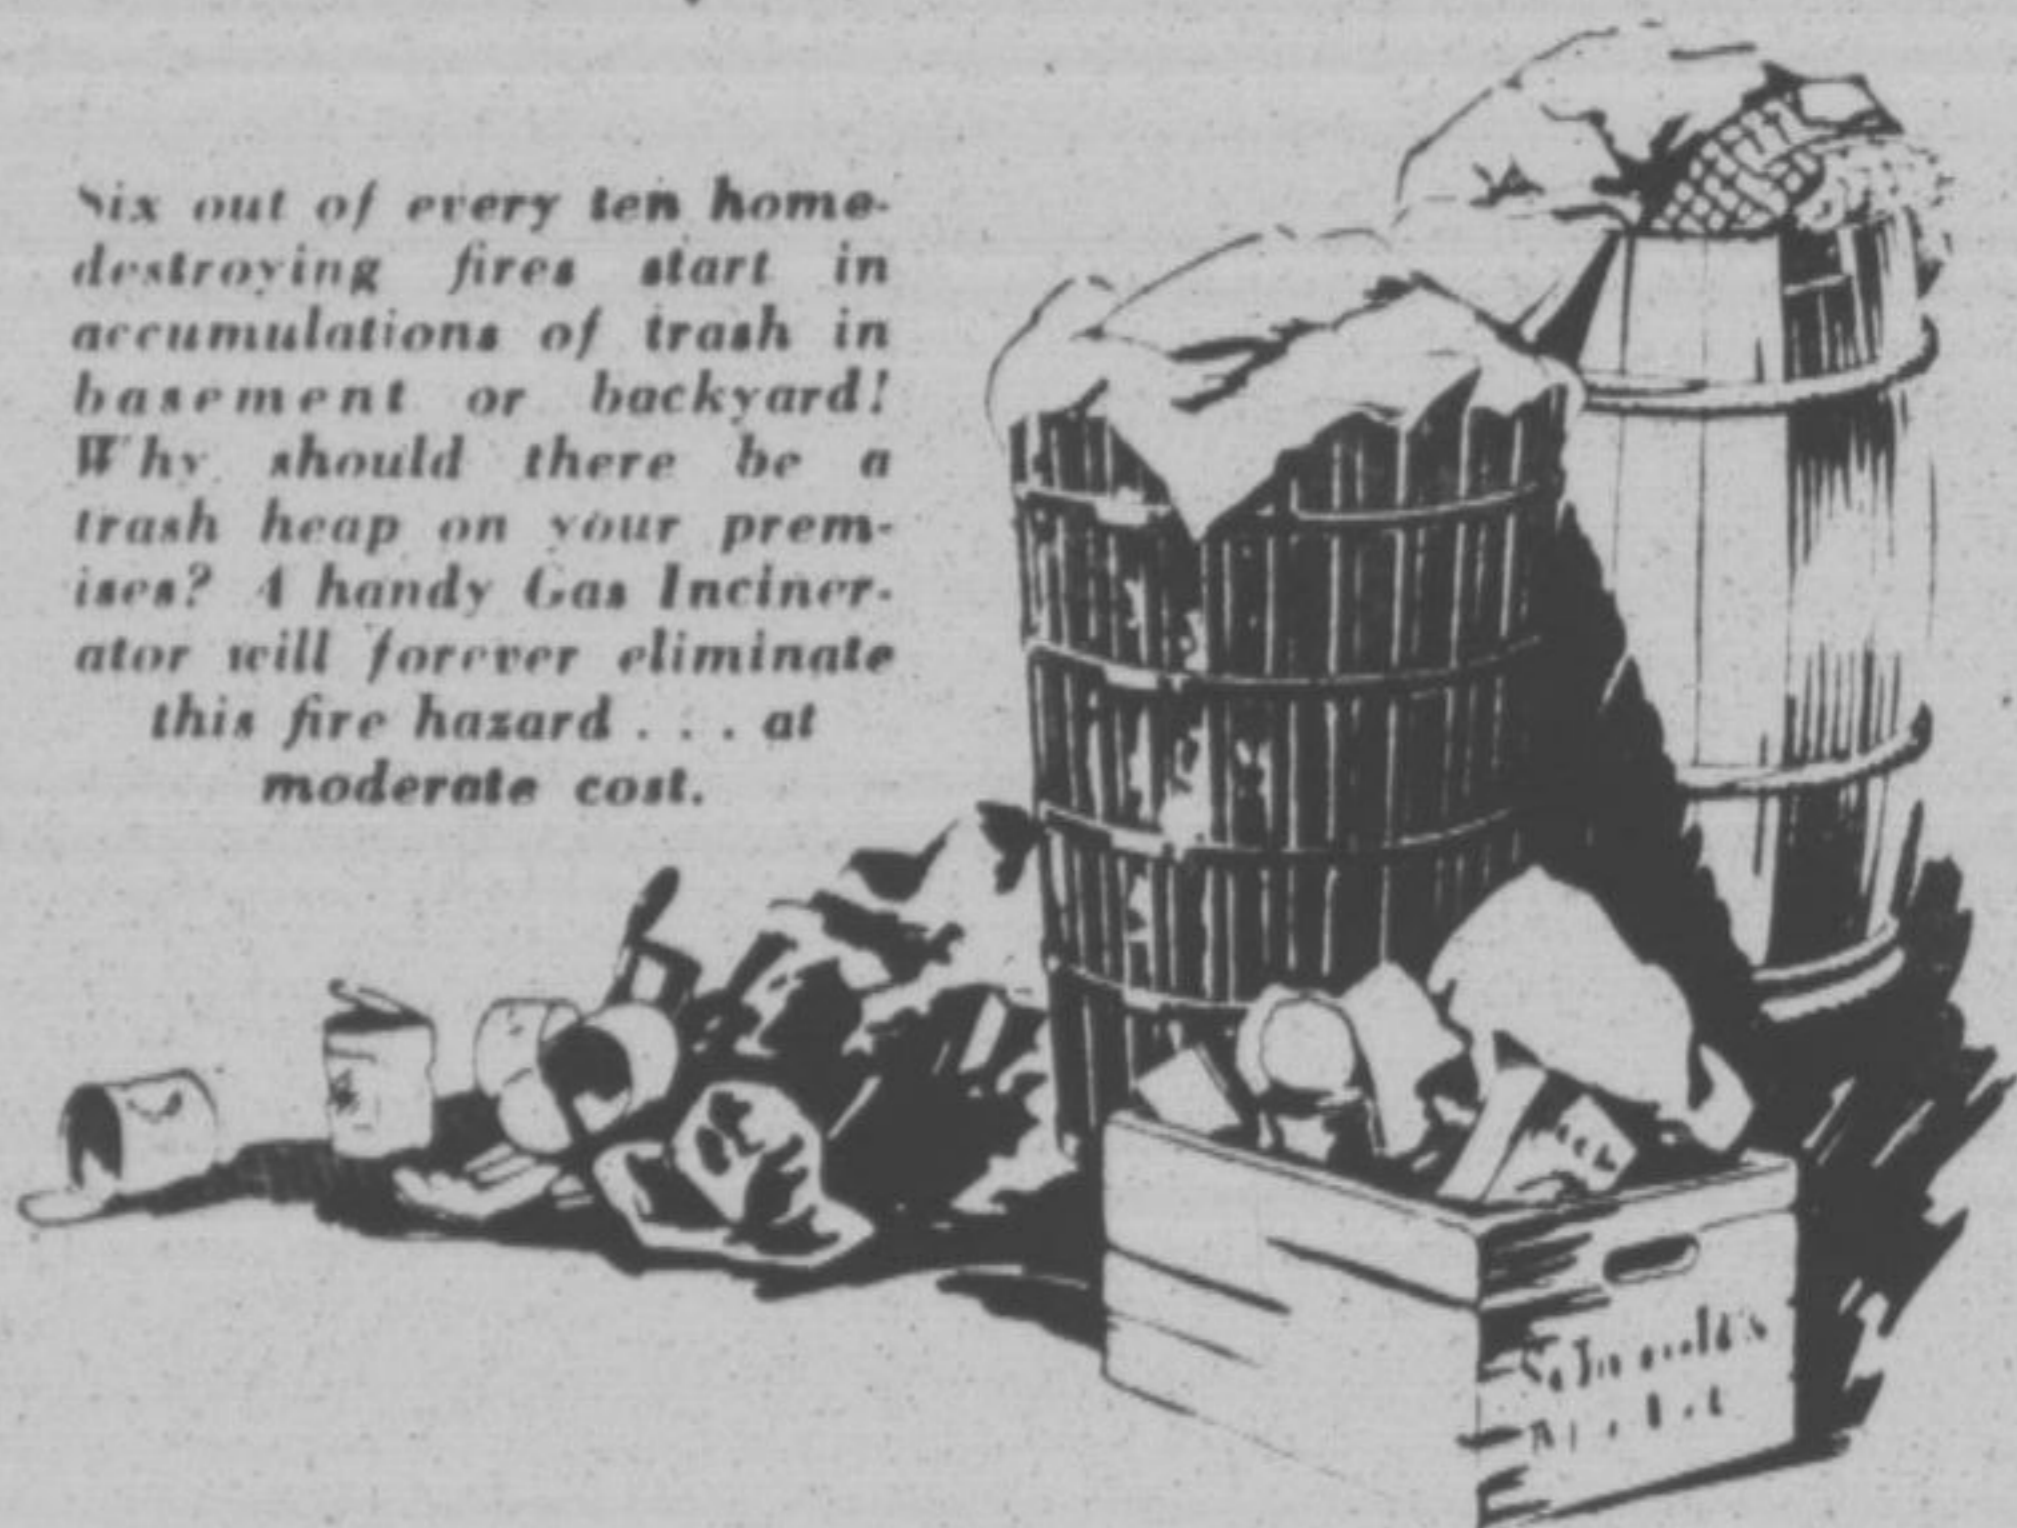 Six out of every ten home-
destroying fires start in
accumulations of trash in
basement or backyard!
Why should there be a
trash heap on your prem-
ises? A handy Gas Inciner-
ator will forever eliminate
this fire hazard . . . at
moderate cost.